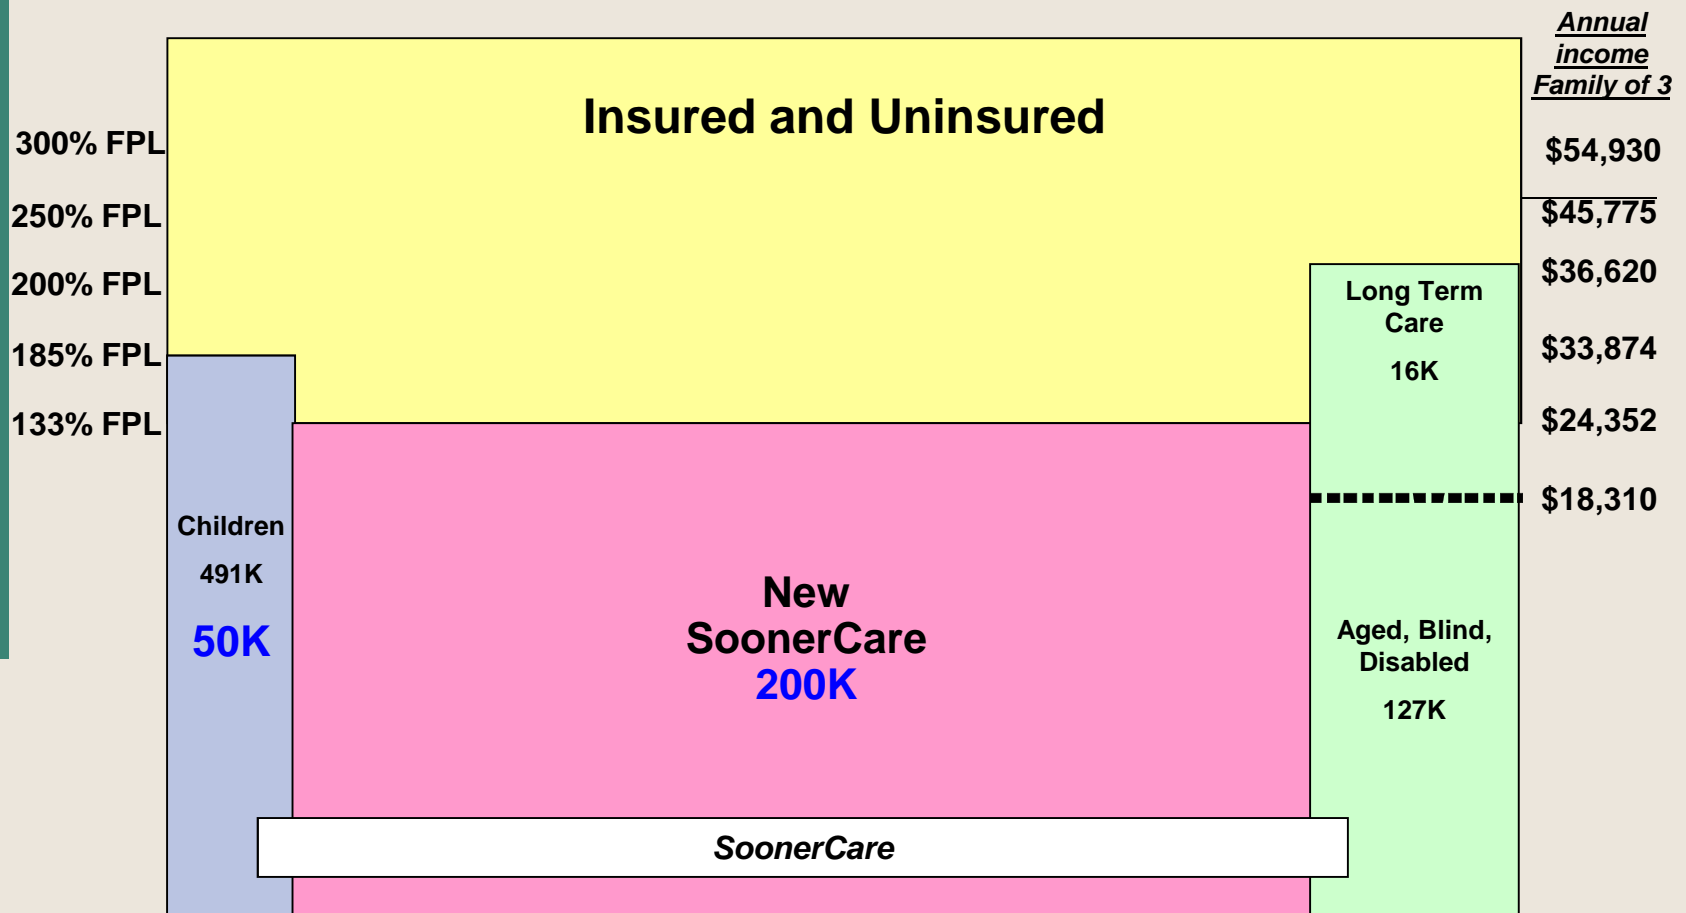 Annual
income
Family of 3
Insured and Uninsured
300% FPL
$54,930
250% FPL
$45,775
200% FPL
$36,620
Long Term
Care
16K
185% FPL
$33,874
133% FPL
$24,352
$18,310
Children
491K
50K
New
SoonerCare
200K
Aged, Blind,
Disabled
127K
SoonerCare